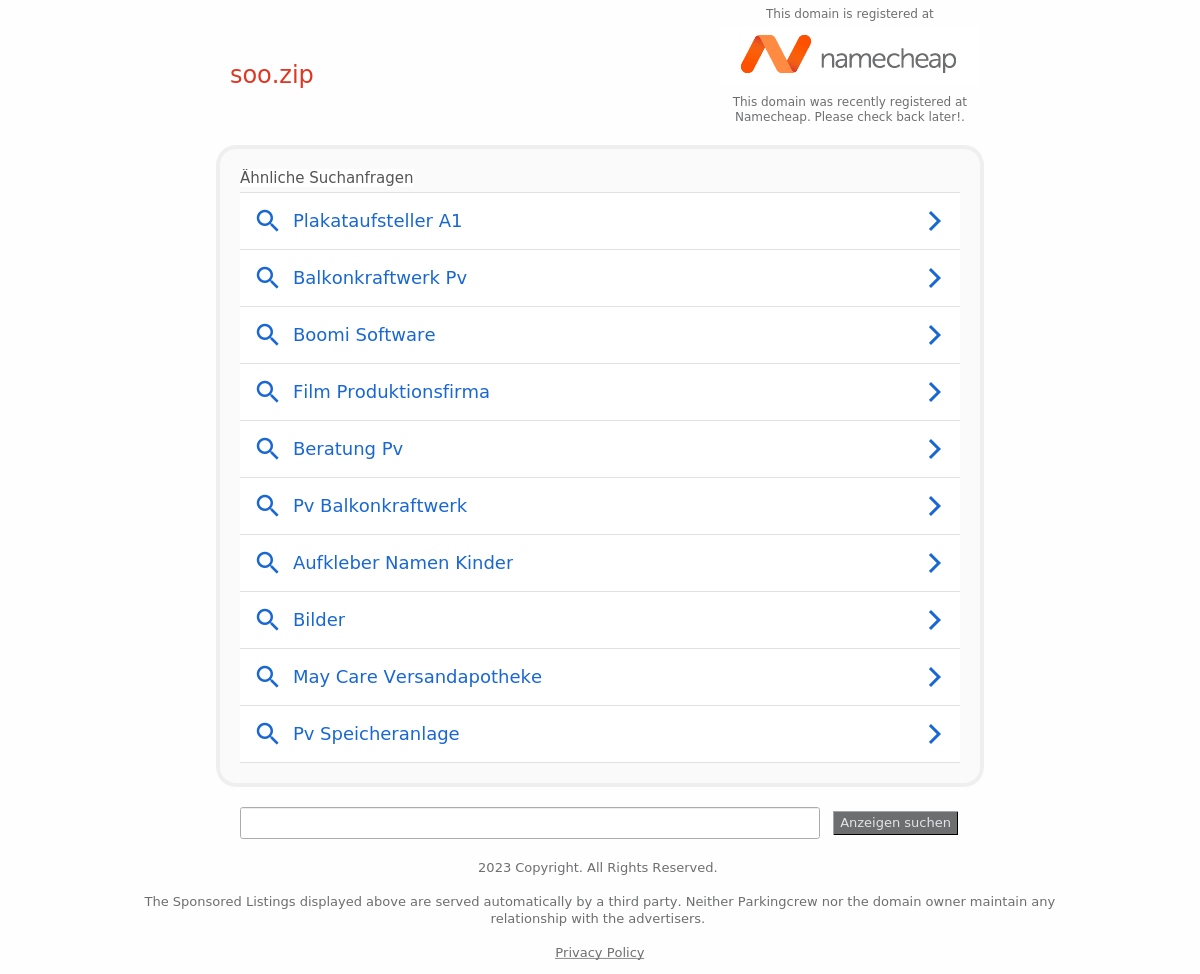 This domain is registered at
namecheap
soo.zip
This domain was recently registered at
Namecheap. Please check back later!.
Ähnliche Suchanfragen
Plakataufsteller A1
Balkonkraftwerk Pv
Boomi Software
Film Produktionsfirma
Beratung Pv
Pv Balkonkraftwerk
Aufkleber Namen Kinder
Bilder
May Care Versandapotheke
Pv Speicheranlage
Anzeigen suchen
2023 Copyright. All Rights Reserved.
The Sponsored Listings displayed above are served automatically by a third party. Neither Parkingcrew nor the domain owner maintain any
relationship with the advertisers.
Privacy Policy